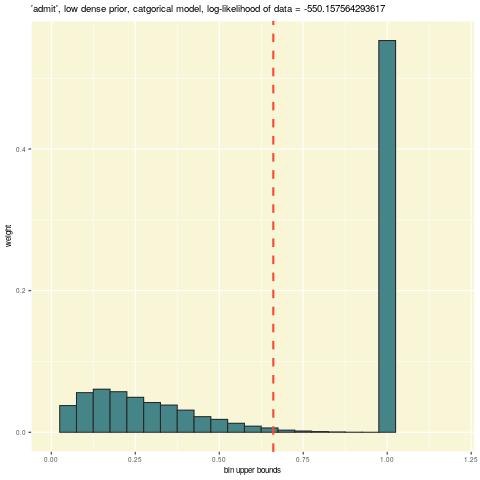 'admit', low dense prior, catgorical model, log-likelihood of data = -550.157564293617
0.4
0.2
0.0
weight
0.00 0.25 0.50 0.75 1.00 1.25
bin upper bounds